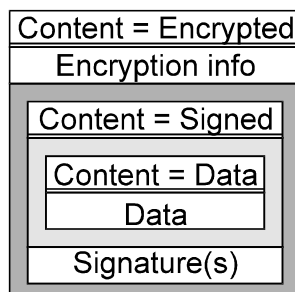 Content = Encrypted
Encryption info
Content = Signed
Content = Data
Data
Signature(s)